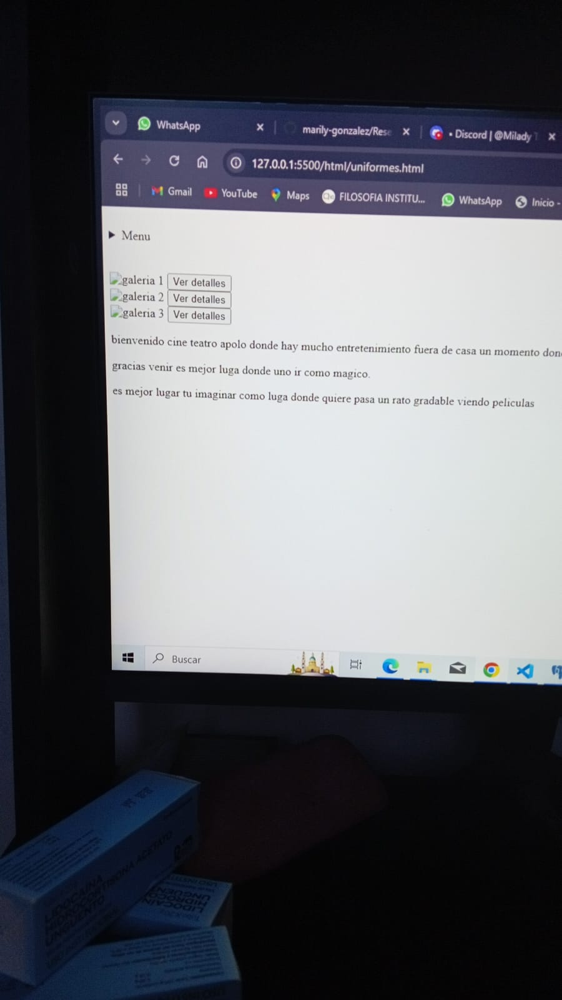 WhatsApp
marily-gonzalez/Rese
• Discord | @Milady T
127.0.0.1:5500/html/uniformes.html
Gmail
YouTube
Maps
FILOSOFIA INSTITU...
WhatsApp
Inicio -
Menu
galeria 1 Ver detalles
galeria 2 Ver detalles
galeria 3 Ver detalles
bienvenido cine teatro apolo donde hay mucho entretenimiento fuera de casa un momento don
gracias venir es mejor luga donde uno ir como magico.
es mejor lugar tu imaginar como luga donde quiere pasa un rato gradable viendo peliculas
Buscar
LIDOCAÍNA
HIDROCORTISONA ACETATO
UNGUENTO